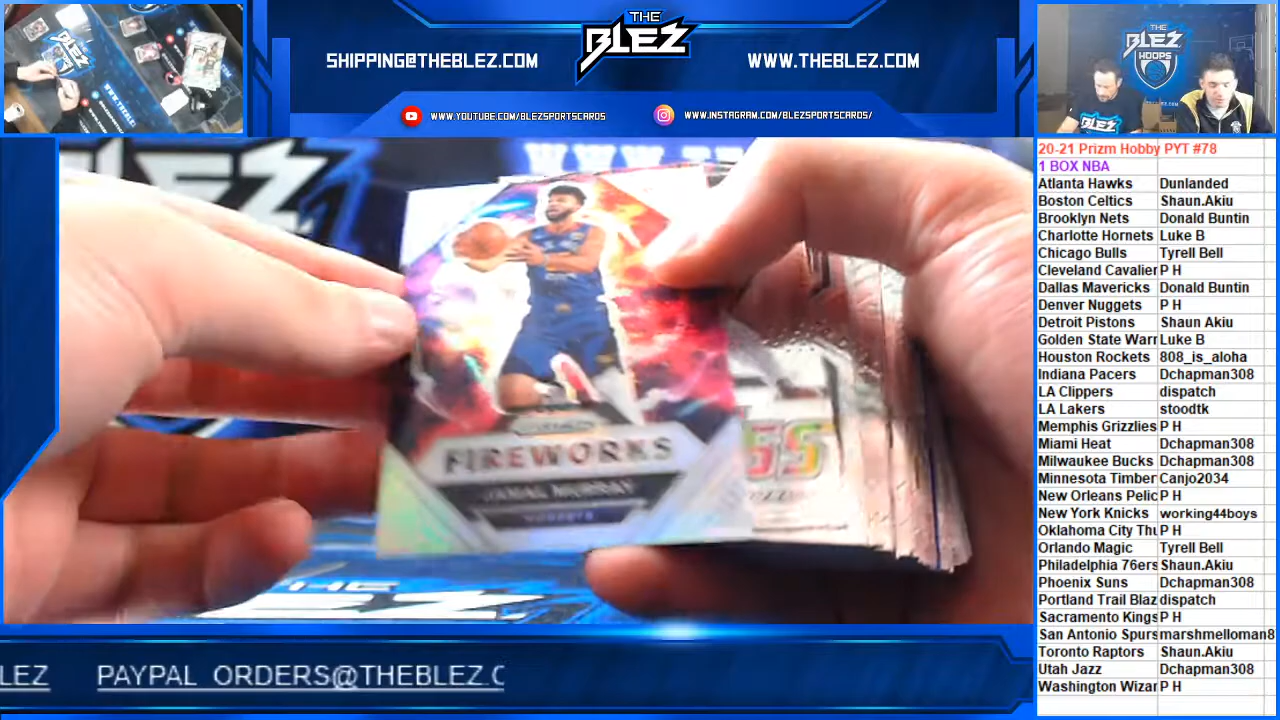 THE
BLEZ
SHIPPING@THEBLEZ.COM
WWW.THEBLEZ.COM
WWW.YOUTUBE.COM/BLEZSPORTSCARDS
WWW.INSTAGRAM.COM/BLEZSPORTSCARDS/
THE
BLEZ
HOOPS
BLEZ
20-21 Prizm Hobby PYT #78
1 BOX NBA
Atlanta Hawks Dunlanded
Boston Celtics Shaun.Akiu
Brooklyn Nets Donald Buntin
Charlotte Hornets Luke B
Chicago Bulls Tyrell Bell
Cleveland Cavalier P H
Dallas Mavericks Donald Buntin
Denver Nuggets P H
Detroit Pistons Shaun Akiu
Golden State Warr Luke B
Houston Rockets 808_is_aloha
Indiana Pacers Dchapman308
LA Clippers dispatch
LA Lakers stoodtk
Memphis Grizzlies P H
Miami Heat Dchapman308
Milwaukee Bucks Dchapman308
Minnesota Timber Canjo2034
New Orleans Pelic P H
New York Knicks working44boys
Oklahoma City Thu P H
Orlando Magic Tyrell Bell
Philadelphia 76ers Shaun.Akiu
Phoenix Suns Dchapman308
Portland Trail Blaz dispatch
Sacramento Kings P H
San Antonio Spurs marshmelloman8
Toronto Raptors Shaun.Akiu
Utah Jazz Dchapman308
Washington Wizar P H
FIREWORKS
JAMAL MURRAY
NUGGETS
THE
LEZ PAYPAL ORDERS@THEBLEZ.C